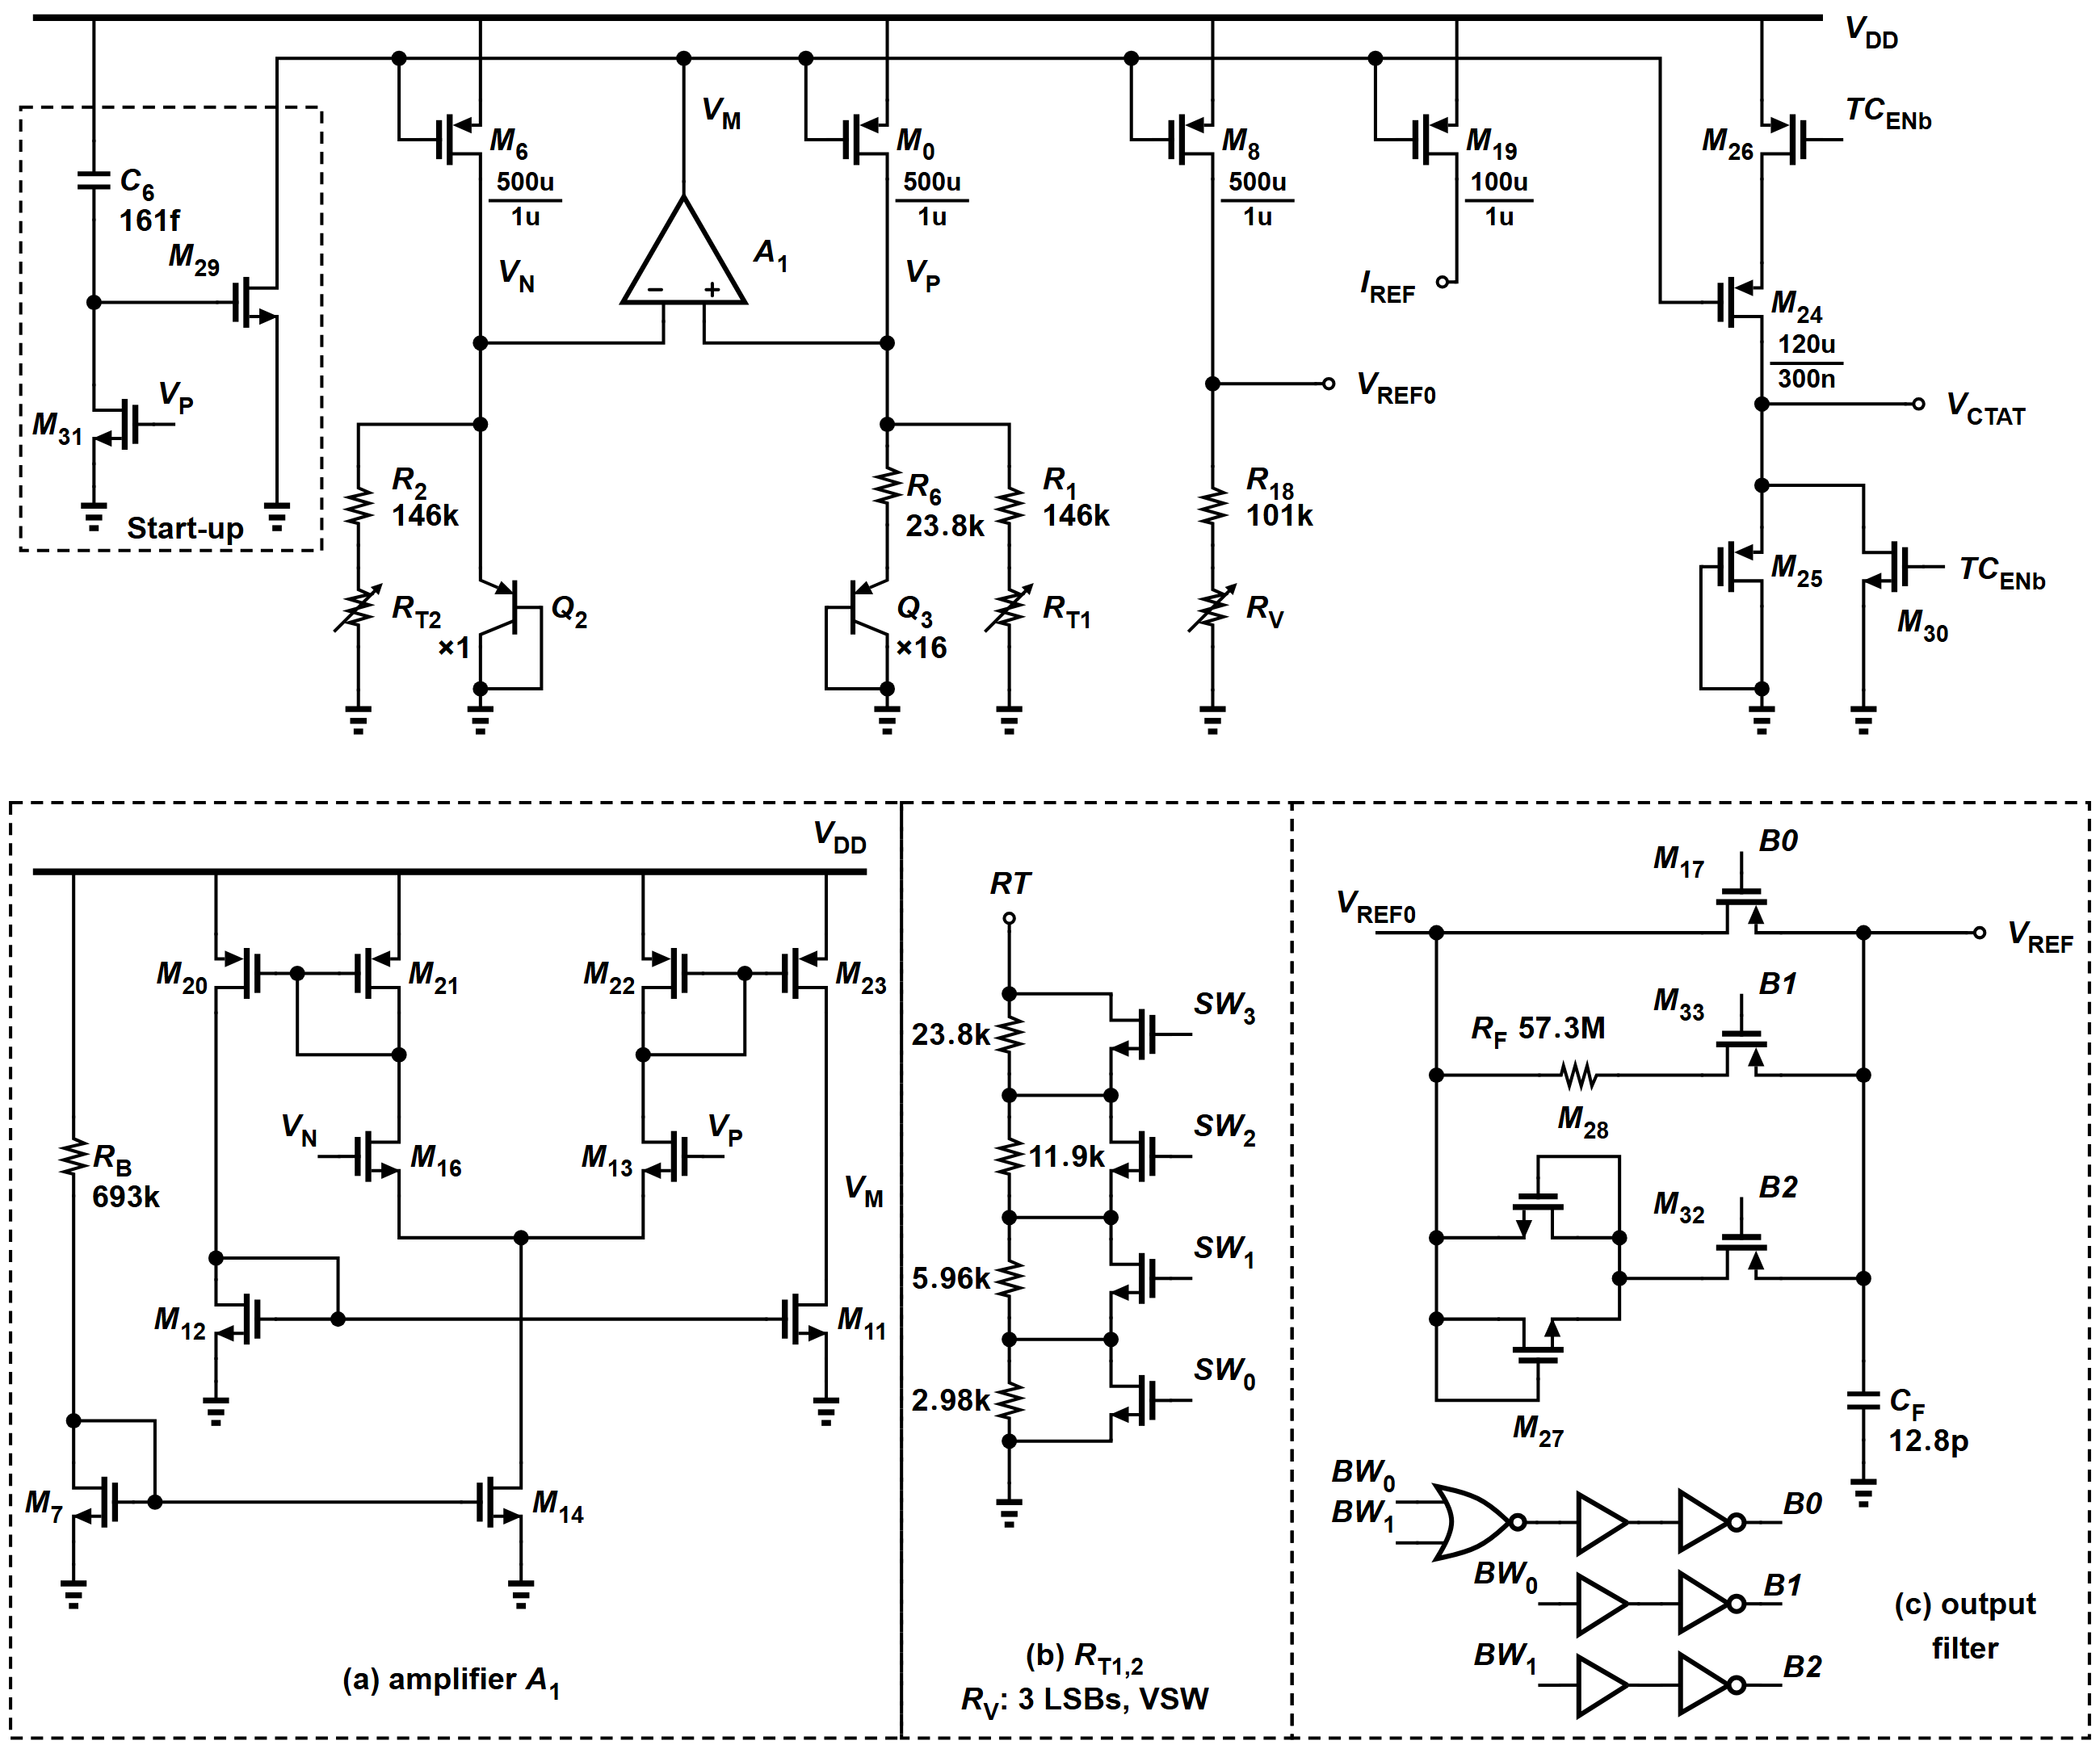 VDD
VM
M6
500u
1u
M0
500u
1u
M8
500u
1u
M19
100u
1u
M26
TCENb
C6
161f
M29
VN
A1
− +
VP
IREF
M24
120u
300n
VP
M31
VREF0
VCTAT
Start-up
R2
146k
R6
23.8k
R1
146k
R18
101k
M25
TCENb
RT2
Q2
×1
Q3
×16
RT1
RV
M30
VDD
M20
M21
M22
M23
VN
M16
M13
VP
VM
RB
693k
M12
M11
M7
M14
(a) amplifier A1
RT
SW3
23.8k
SW2
11.9k
SW1
5.96k
SW0
2.98k
(b) RT1,2
RV: 3 LSBs, VSW
VREF0
M17
B0
VREF
M33
B1
RF 57.3M
M28
M32
B2
M27
CF
12.8p
BW0
BW1
B0
BW0
B1
BW1
B2
(c) output
filter